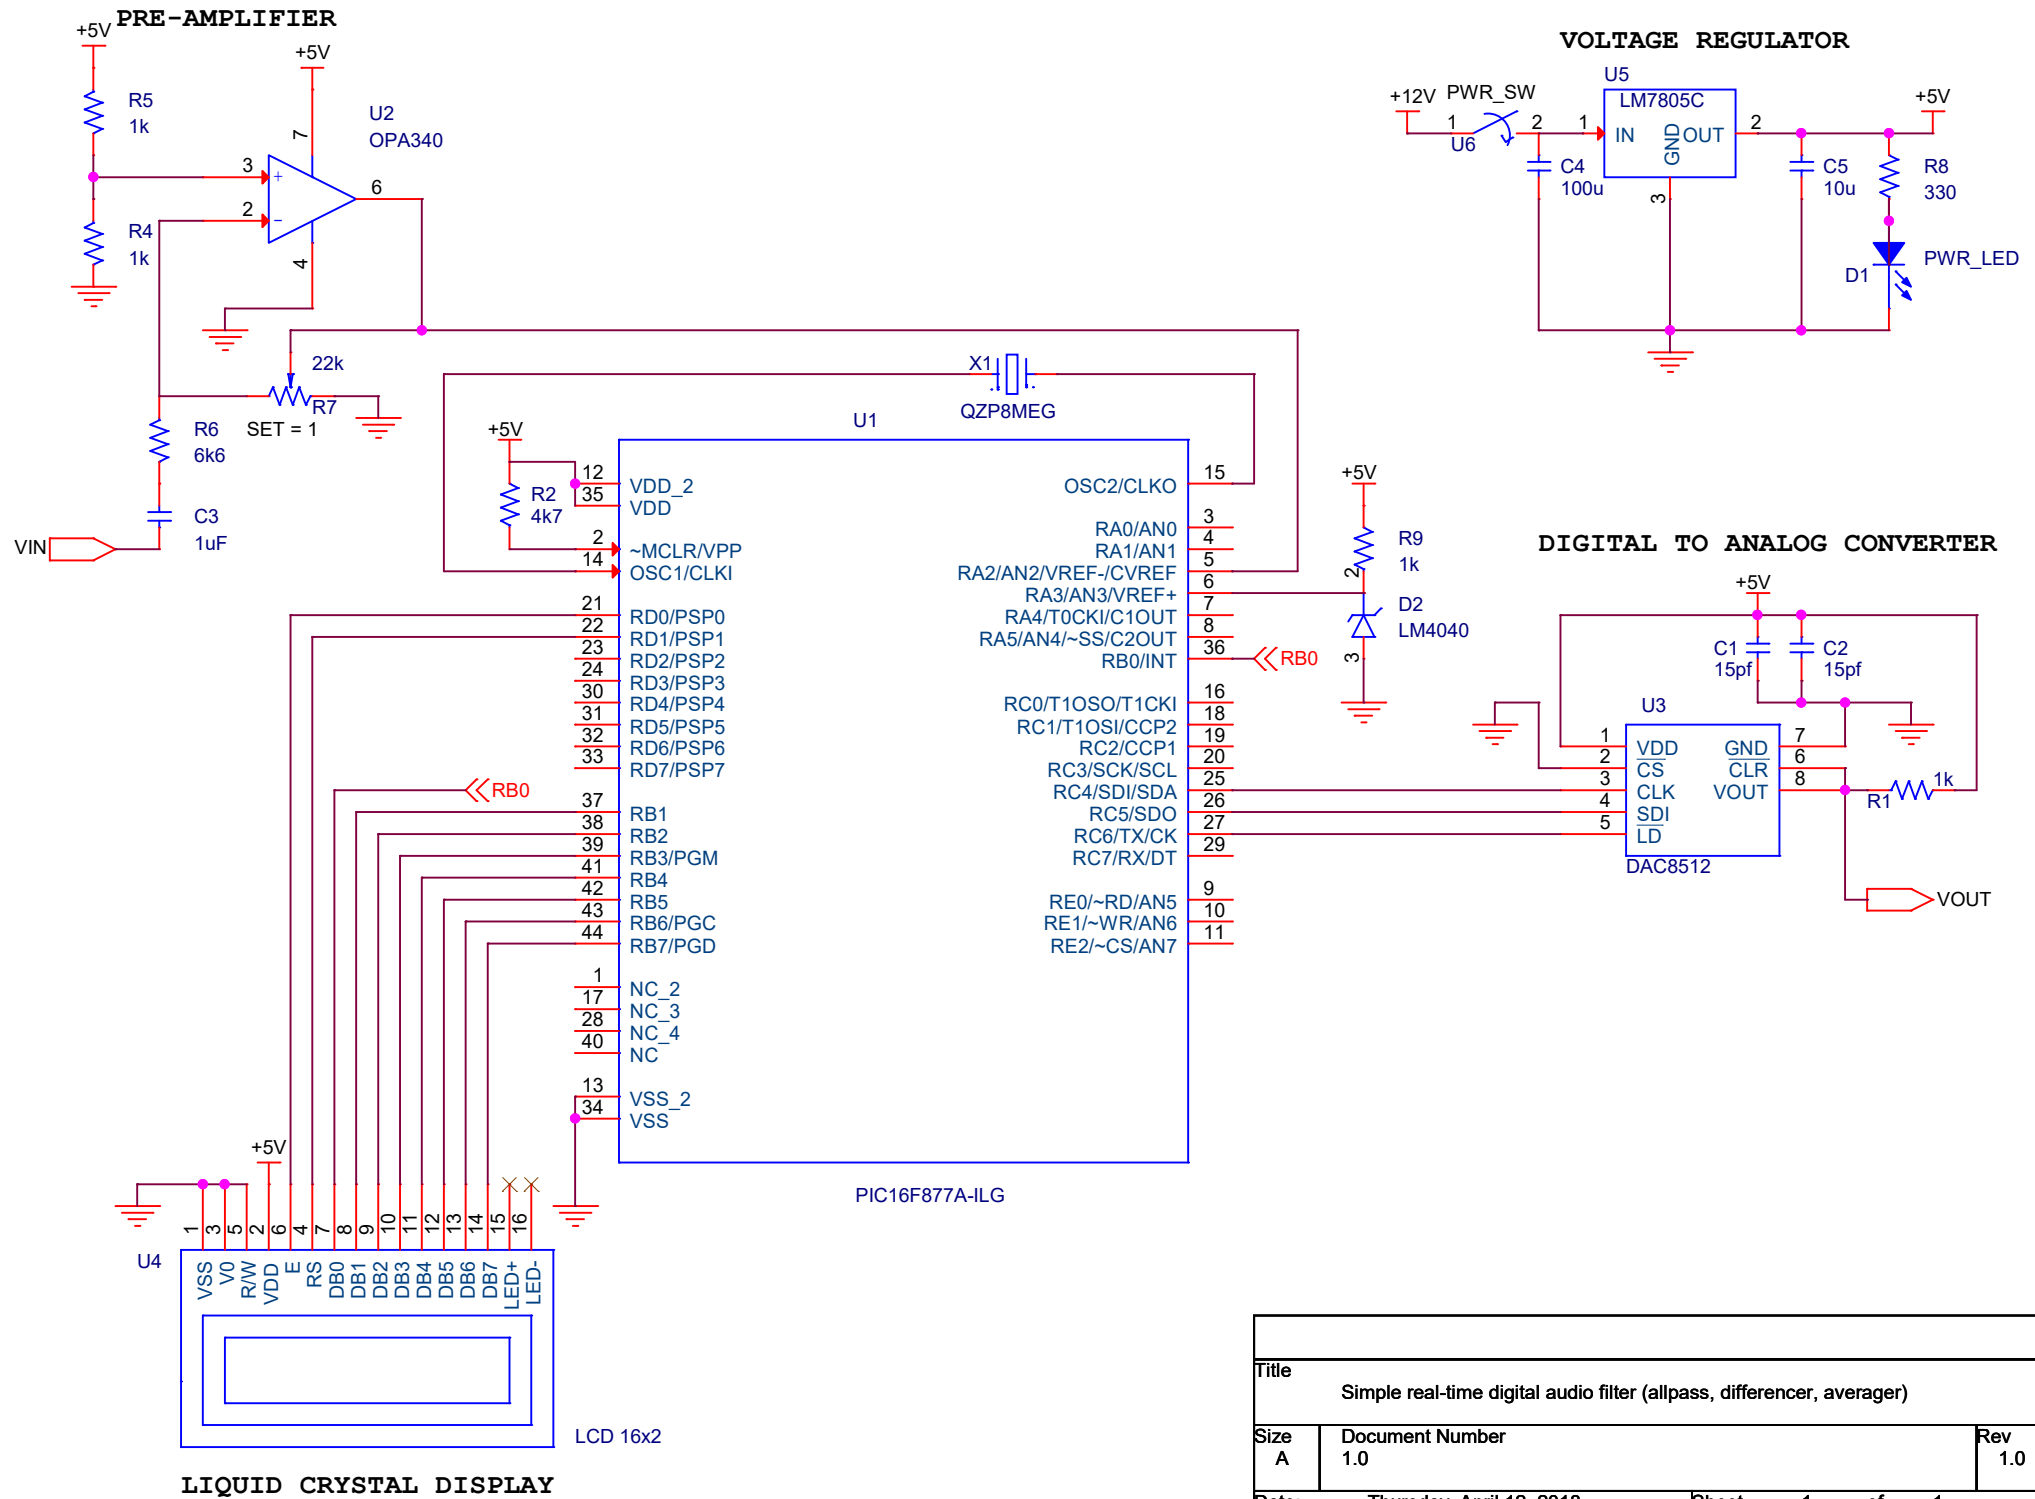 PRE-AMPLIFIER
+5V
+5V
R5
1k
U2
OPA340
7
3
+
2
-
6
4
R4
1k
22k
R7
SET = 1
R6
6k6
C3
1uF
VIN
VOLTAGE REGULATOR
U5
LM7805C
+12V
PWR_SW
1
2
U6
1
IN
GND
OUT
2
3
+5V
C4
100u
C5
10u
R8
330
D1
PWR_LED
X1
QZP8MEG
U1
+5V
R2
4k7
12
VDD_2
35
VDD
2
~MCLR/VPP
14
OSC1/CLKI
21
RD0/PSP0
22
RD1/PSP1
23
RD2/PSP2
24
RD3/PSP3
30
RD4/PSP4
31
RD5/PSP5
32
RD6/PSP6
33
RD7/PSP7
RB0
37
RB1
38
RB2
39
RB3/PGM
41
RB4
42
RB5
43
RB6/PGC
44
RB7/PGD
1
NC_2
17
NC_3
28
NC_4
40
NC
13
VSS_2
34
VSS
OSC2/CLKO
15
RA0/AN0
3
RA1/AN1
4
RA2/AN2/VREF-/CVREF
5
RA3/AN3/VREF+
6
RA4/T0CKI/C1OUT
7
RA5/AN4/~SS/C2OUT
8
RB0/INT
36
RB0
RC0/T1OSO/T1CKI
16
RC1/T1OSI/CCP2
18
RC2/CCP1
19
RC3/SCK/SCL
20
RC4/SDI/SDA
25
RC5/SDO
26
RC6/TX/CK
27
RC7/RX/DT
29
RE0/~RD/AN5
9
RE1/~WR/AN6
10
RE2/~CS/AN7
11
PIC16F877A-ILG
+5V
R9
1k
2
D2
LM4040
3
DIGITAL TO ANALOG CONVERTER
+5V
C1
15pf
C2
15pf
U3
1
VDD
2
CS
3
CLK
4
SDI
5
LD
GND
7
CLR
6
VOUT
8
DAC8512
R1
1k
VOUT
+5V
1
3
5
2
6
4
7
8
9
10
11
12
13
14
15
16
U4
VSS
V0
R/W
VDD
E
RS
DB0
DB1
DB2
DB3
DB4
DB5
DB6
DB7
LED+
LED-
LCD 16x2
LIQUID CRYSTAL DISPLAY
Title
Simple real-time digital audio filter (allpass, differencer, averager)
Size
A
Document Number
1.0
Rev
1.0